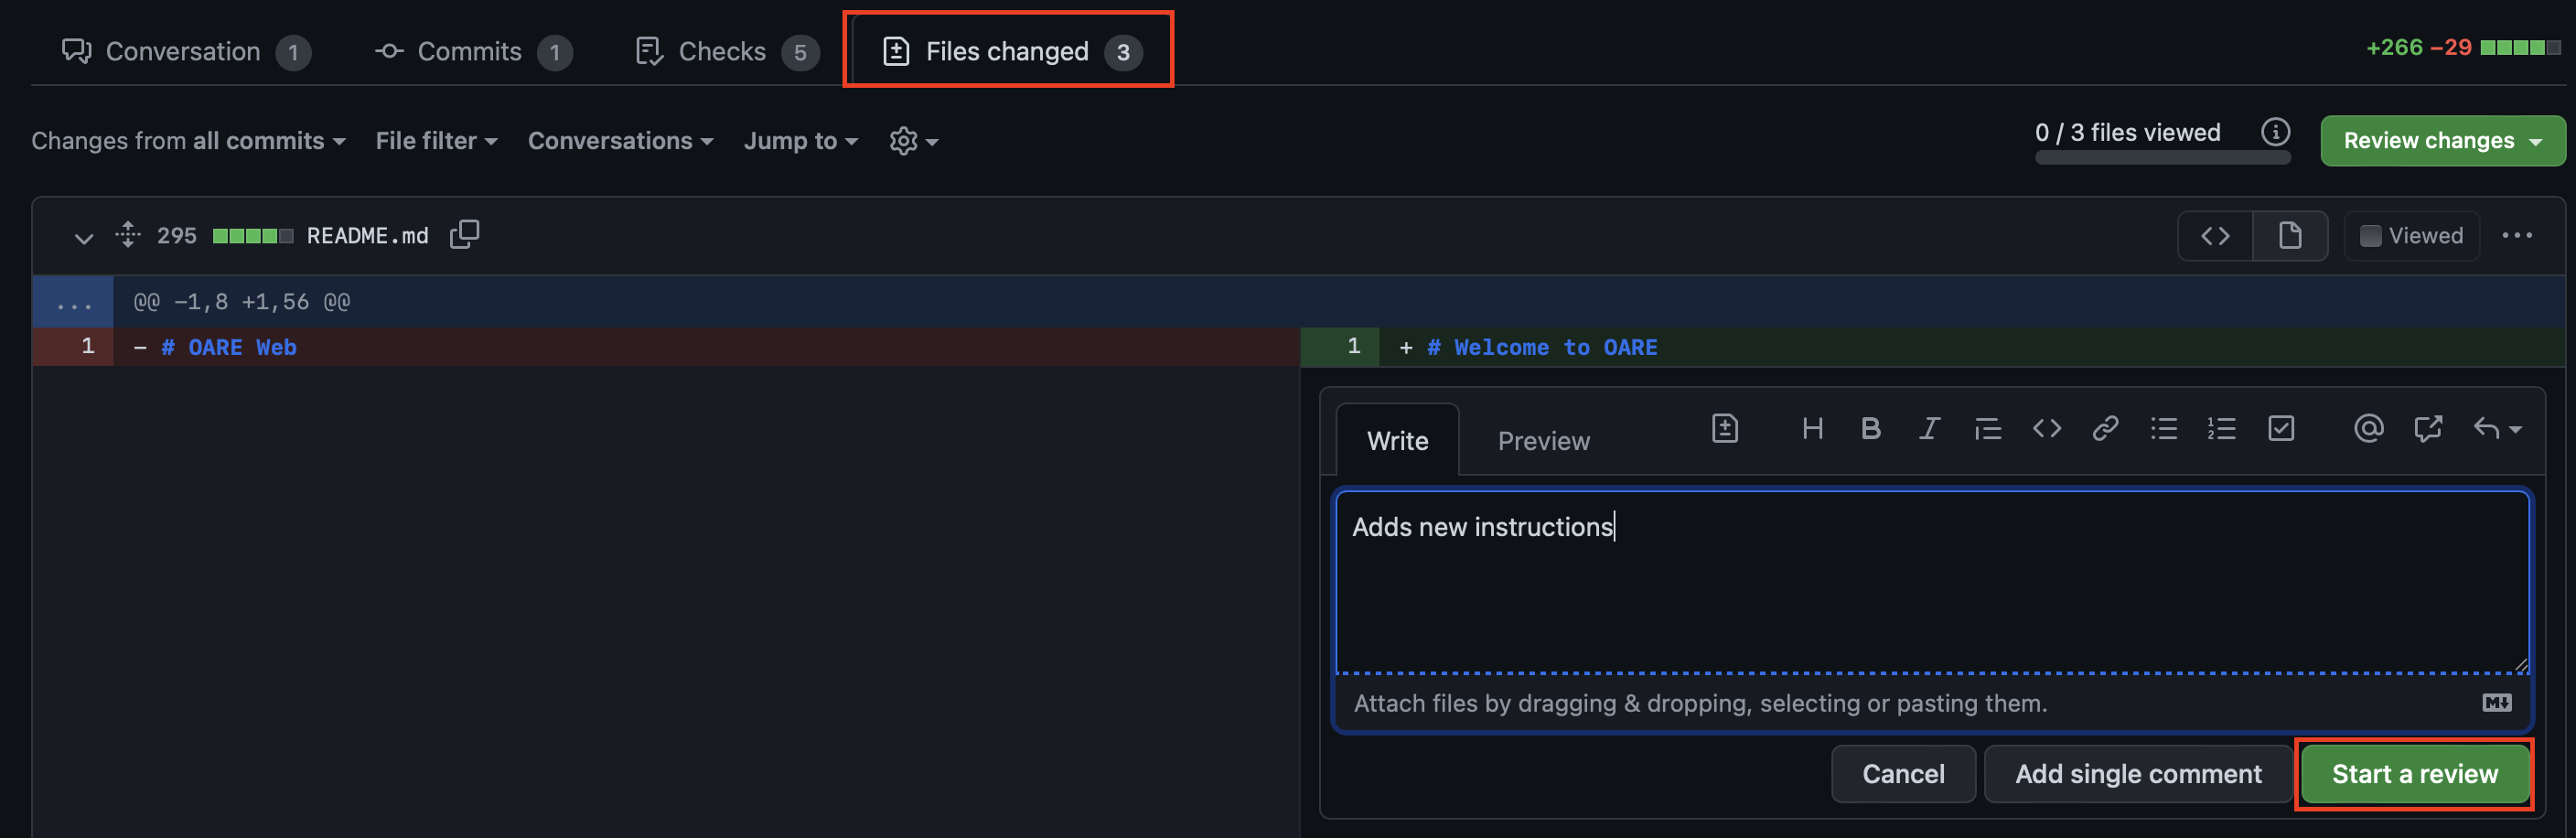 Conversation 1 Commits 1 Checks 5 Files changed 3 +266 −29
Changes from all commits File filter Conversations Jump to 0 / 3 files viewed Review changes
295 README.md Viewed
... @@ −1,8 +1,56 @@
1 − # OARE Web 1 + # Welcome to OARE
Write Preview
Adds new instructions
Attach files by dragging & dropping, selecting or pasting them.
Cancel Add single comment Start a review